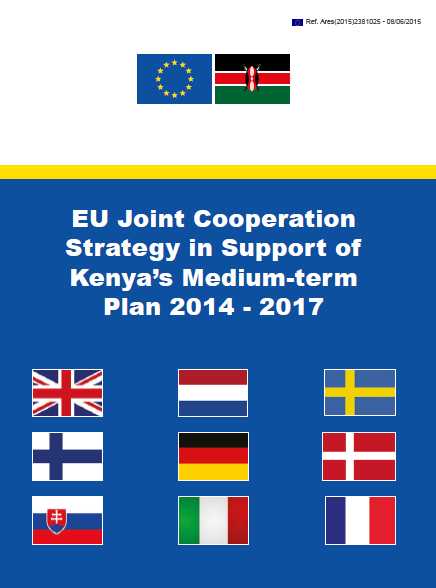 Ref. Ares(2015)2381025 - 08/06/2015
EU Joint Cooperation
Strategy in Support of
Kenya's Medium-term
Plan 2014 - 2017